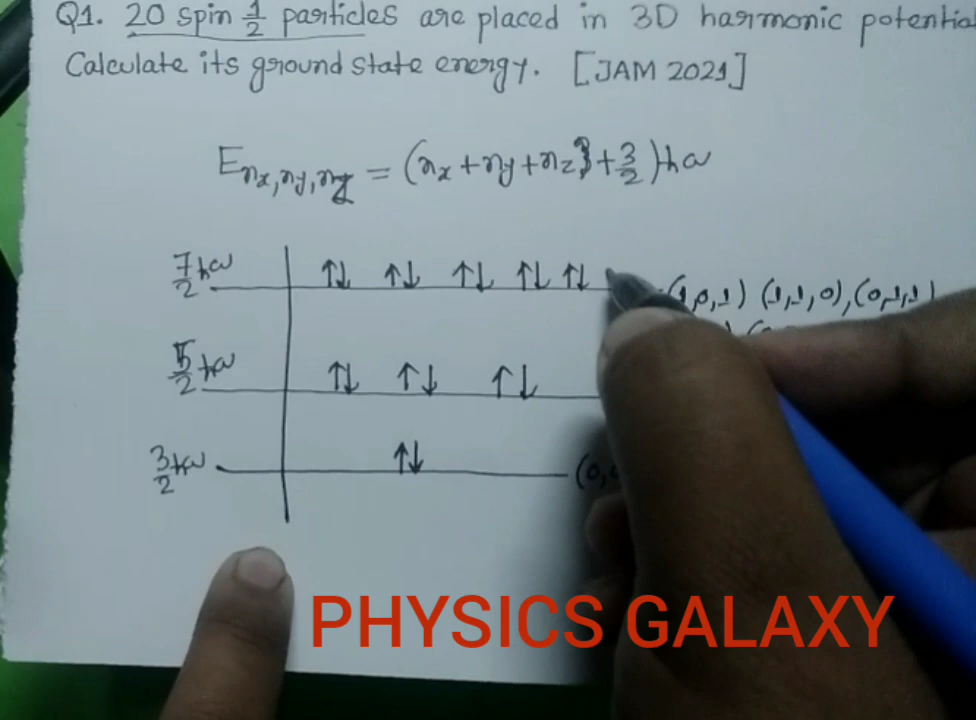 Q1. 20 spin 1/2 particles are placed in 3D harmonic
Calculate its ground state energy. [JAM 2021]
E nx, ny, nz = (nx + ny + nz + 3/2) ħω
7/2 ħω ↑↓ ↑↓ ↑↓ ↑↓ ↑↓ (1,0,1) (1,1,0), (0,1,1)
5/2 ħω ↑↓ ↑↓ ↑↓
3/2 ħω ↑↓ (0,
PHYSICS GALAXY